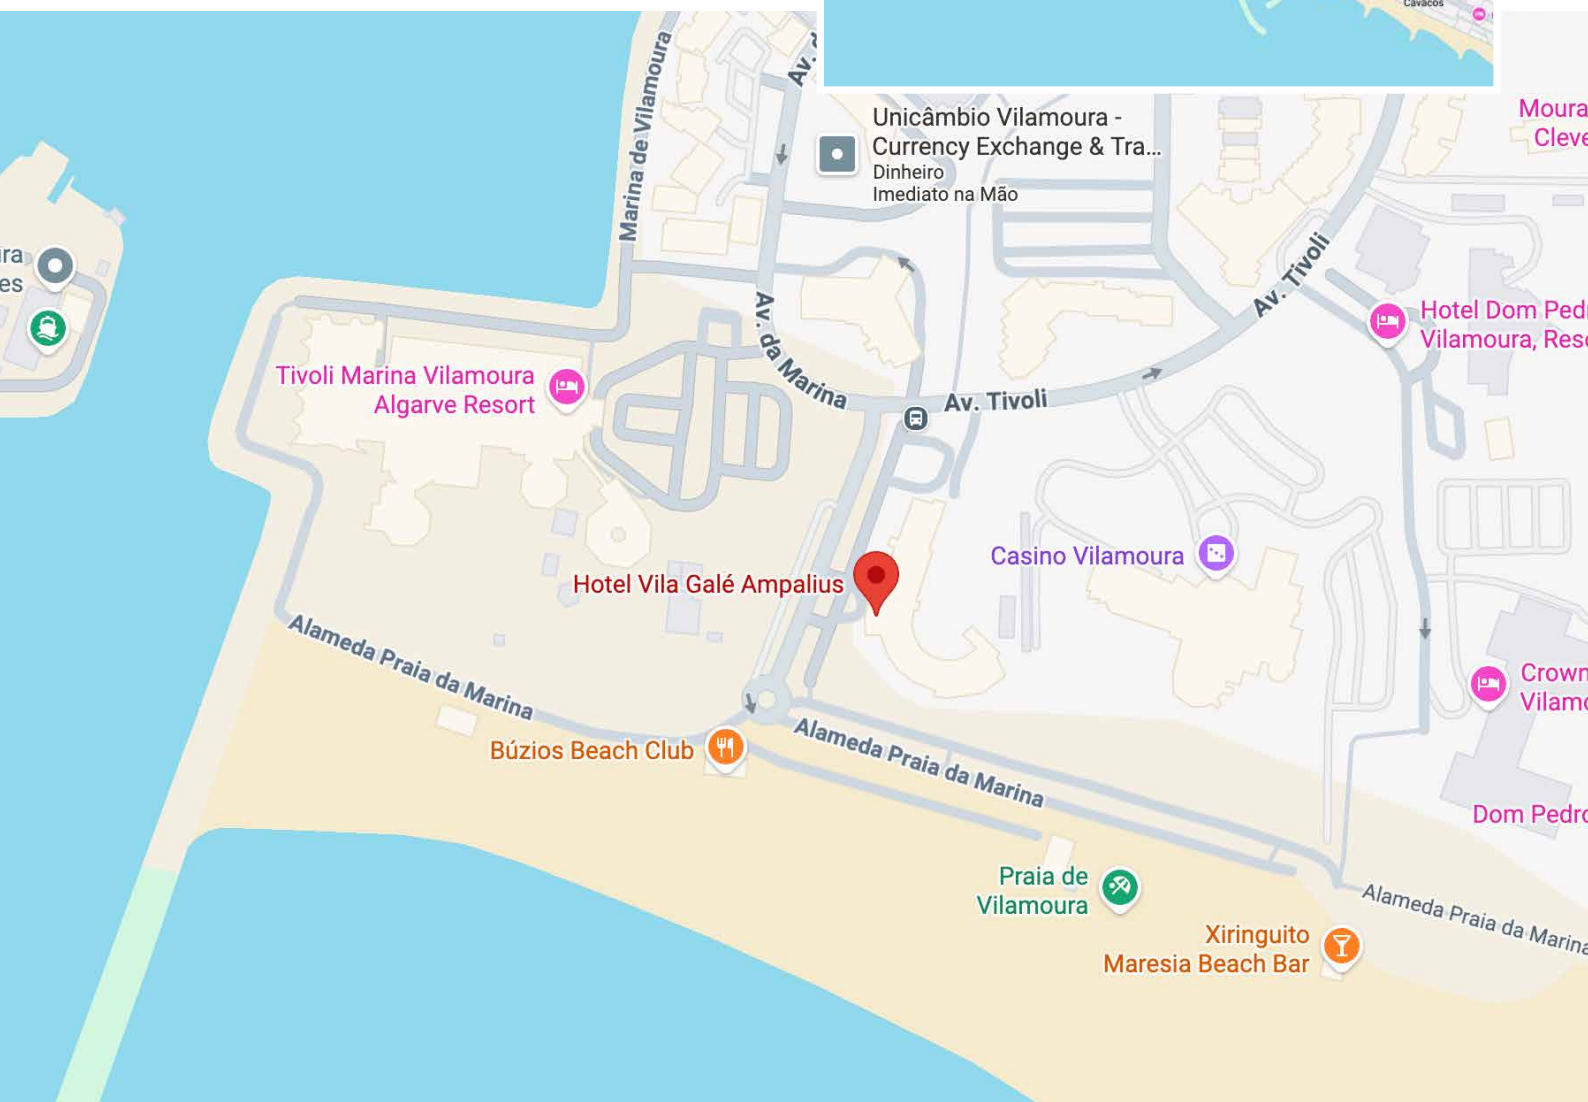 Cavacos
Marina de Vilamoura
Av.
Unicâmbio Vilamoura -
Currency Exchange & Tra...
Dinheiro
Imediato na Mão
Moura
Cleve
ira
es
Av. Tivoli
Hotel Dom Pedr
Vilamoura, Reso
Av. da Marina
Tivoli Marina Vilamoura
Algarve Resort
Av. Tivoli
Casino Vilamoura
Hotel Vila Galé Ampalius
Alameda Praia da Marina
Crown
Vilamo
Búzios Beach Club
Alameda Praia da Marina
Dom Pedro
Praia de
Vilamoura
Alameda Praia da Marina
Xiringuito
Maresia Beach Bar